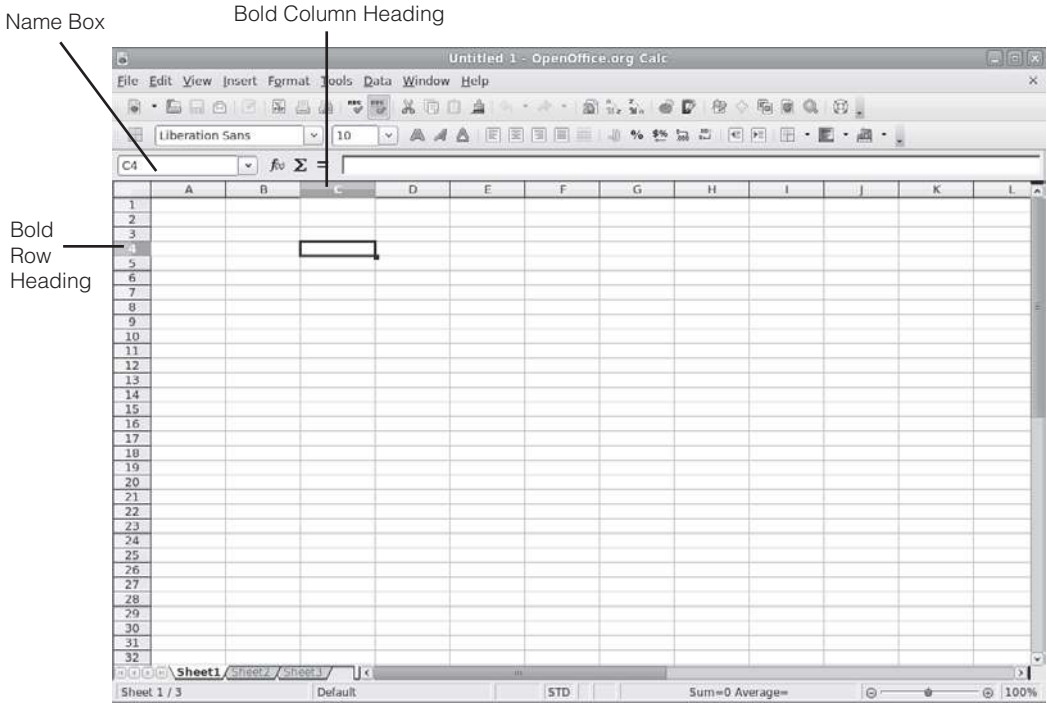 Name Box
Bold Column Heading
Untitled 1 - OpenOffice.org Calc
File Edit View Insert Format Tools Data Window Help
Liberation Sans 10
C4
A B C D E F G H I J K L
1
2
3
Bold
Row
Heading
4
5
6
7
8
9
10
11
12
13
14
15
16
17
18
19
20
21
22
23
24
25
26
27
28
29
30
31
32
Sheet1 Sheet2 Sheet3
Sheet 1 / 3 Default STD Sum=0 Average= 100%